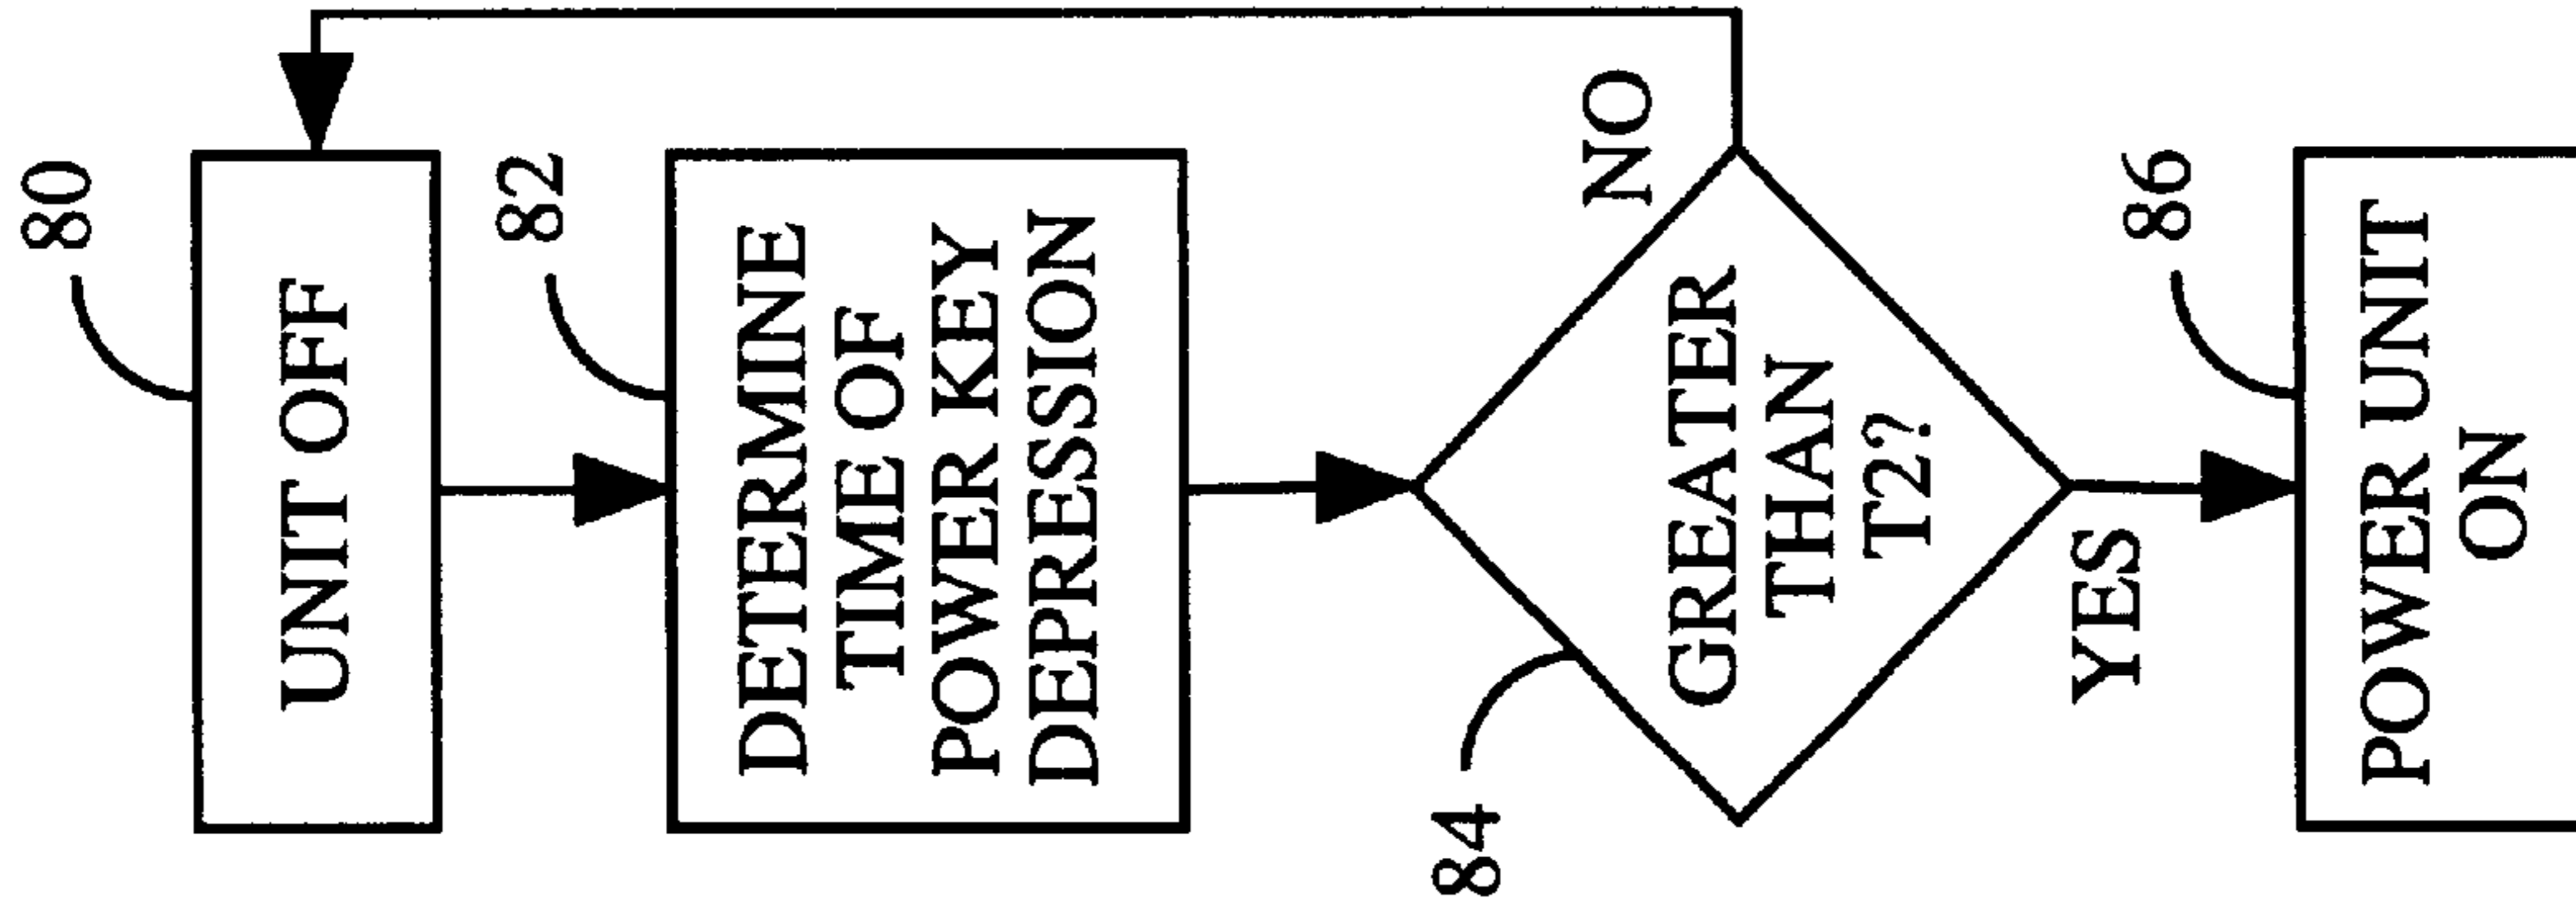 80
UNIT OFF
82
DETERMINE
TIME OF
POWER KEY
DEPRESSION
NO
84
GREATER
THAN
T2?
YES
86
POWER UNIT
ON